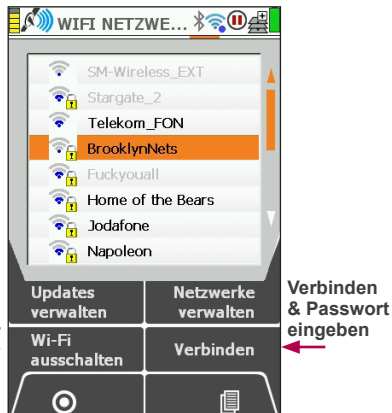 WIFI NETZWE...
SM-Wireless_EXT
Stargate_2
Telekom_FON
BrooklynNets
Fuckyouall
Home of the Bears
Jodafone
Napoleon
Updates
verwalten
Netzwerke
verwalten
Wi-Fi
ausschalten
Verbinden
Verbinden
& Passwort
eingeben